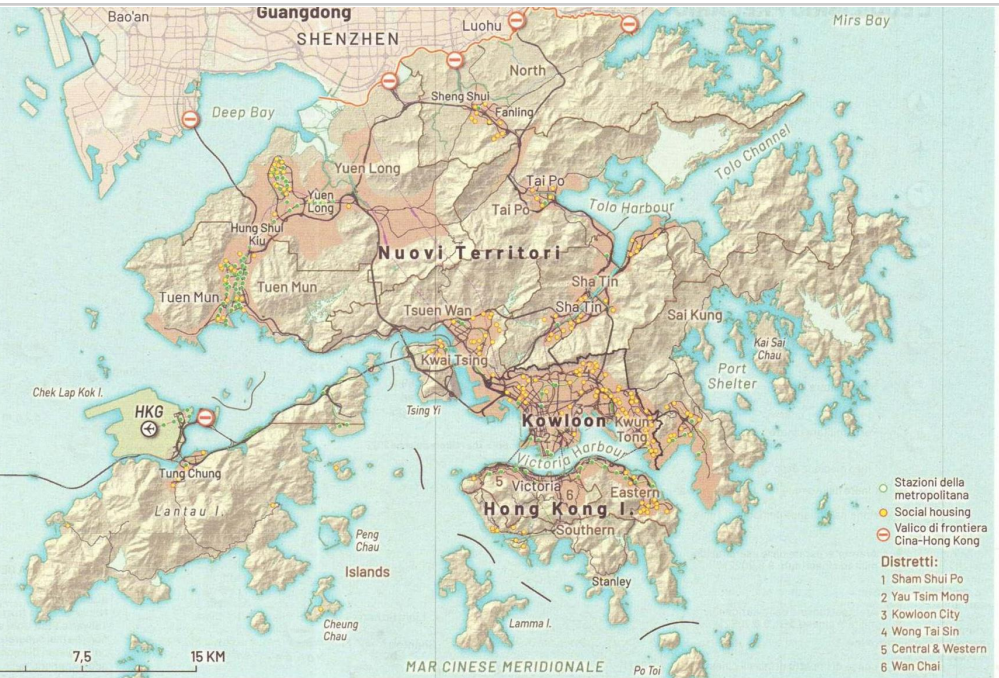 Guangdong
Bao'an
SHENZHEN
Luohu
Mirs Bay
North
Sheng Shui
Fanling
Deep Bay
Tolo Channel
Yuen Long
Yuen
Long
Tai Po
Tai Po
Tolo Harbour
Hung Shui
Kiu
Nuovi Territori
Sha Tin
Tuen Mun
Tuen Mun
Tsuen Wan
Sha Tin
Sai Kung
Kai Sai
Chau
Kwai Tsing
Port
Shelter
Chek Lap Kok I.
HKG
Tsing Yi
3
Kowloon
Kwun
Tong
2
Victoria Harbour
Tung Chung
5
Victoria
6
Eastern
Lantau I.
Hong Kong I.
Southern
Peng
Chau
Islands
Stanley
Cheung
Chau
Lamma I.
MAR CINESE MERIDIONALE
Po Toi
7,5
15 KM
Stazioni della
metropolitana
Social housing
Valico di frontiera
Cina-Hong Kong
Distretti:
1 Sham Shui Po
2 Yau Tsim Mong
3 Kowloon City
4 Wong Tai Sin
5 Central & Western
6 Wan Chai